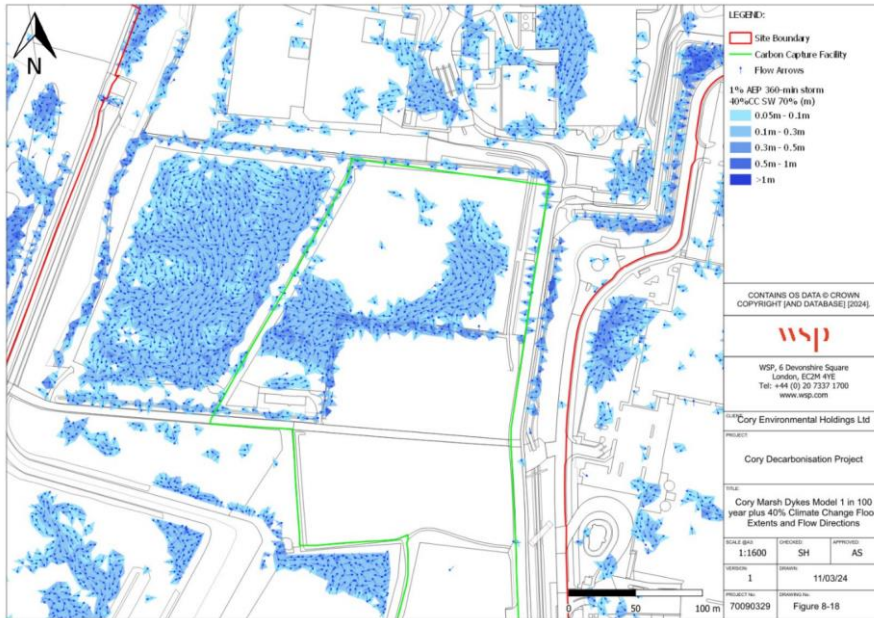 N
LEGEND:
Site Boundary
Carbon Capture Facility
Flow Arrows
1% AEP 360-min storm
40%CC SW 70% (m)
0.05m - 0.1m
0.1m - 0.3m
0.3m - 0.5m
0.5m - 1m
>1m
CONTAINS OS DATA © CROWN
COPYRIGHT [AND DATABASE] [2024].
wsp
WSP, 6 Devonshire Square
London, EC2M 4YE
Tel: +44 (0) 20 7337 1700
www.wsp.com
CLIENT:
Cory Environmental Holdings Ltd
PROJECT:
Cory Decarbonisation Project
TITLE:
Cory Marsh Dykes Model 1 in 100
year plus 40% Climate Change Floo
Extents and Flow Directions
SCALE @A3: CHECKED: APPROVED:
1:1600 SH AS
VERSION: DRAWN:
1 11/03/24
PROJECT No: DRAWING No:
70090329 Figure 8-18
0 50 100 m